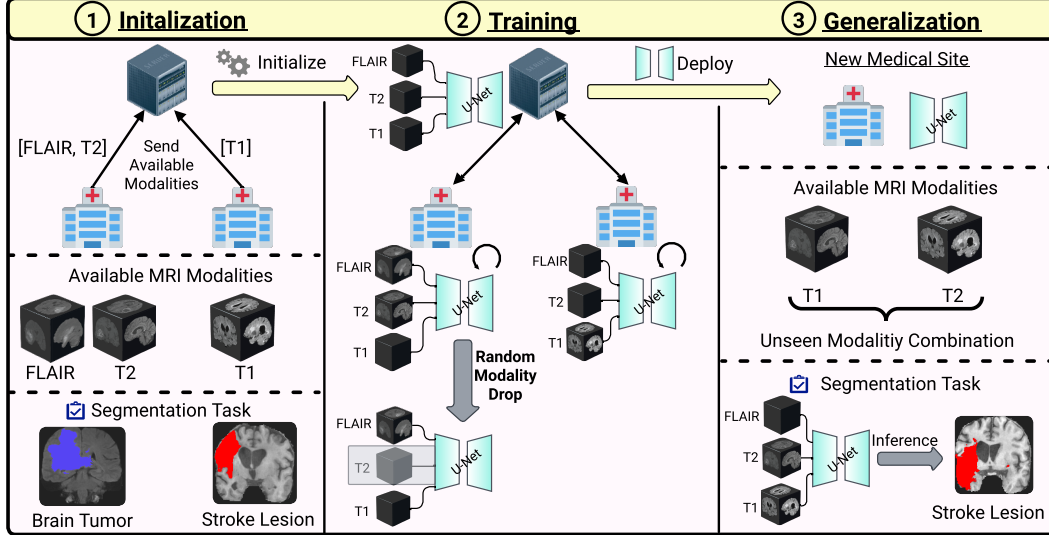 1 Initalization
2 Training
3 Generalization
Initialize
[FLAIR, T2]
Send
Available
Modalities
[T1]
Available MRI Modalities
FLAIR
T2
T1
Segmentation Task
Brain Tumor
Stroke Lesion
FLAIR
T2
T1
U-Net
Deploy
FLAIR
T2
T1
U-Net
FLAIR
T2
T1
U-Net
Random
Modality
Drop
FLAIR
T2
T1
U-Net
New Medical Site
U-Net
Available MRI Modalities
T1
T2
Unseen Modalitiy Combination
Segmentation Task
FLAIR
T2
T1
U-Net
Inference
Stroke Lesion